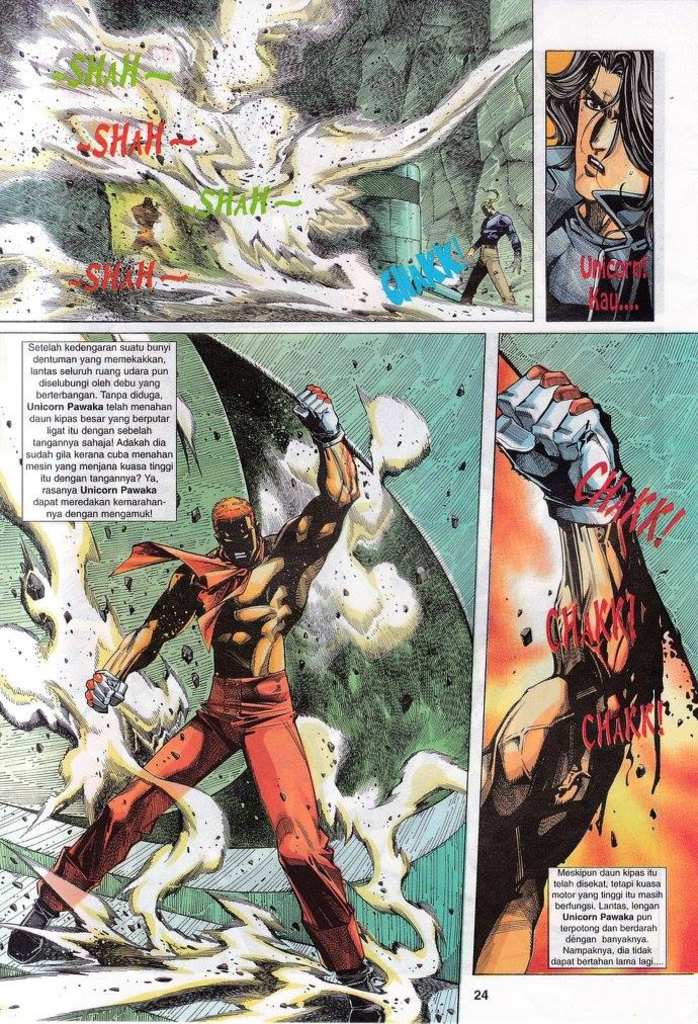 ~SHAH~
~SHAH~
~SHAH~
~SHAH~
CHAKK!
Unicorn!
Kau....
Setelah kedengaran suatu bunyi
dentuman yang memekakkan,
lantas seluruh ruang udara pun
diselubungi oleh debu yang
berterbangan. Tanpa diduga,
Unicorn Pawaka telah menahan
daun kipas besar yang berputar
ligat itu dengan sebelah
tangannya sahaja! Adakah dia
sudah gila kerana cuba menahan
mesin yang menjana kuasa tinggi
itu dengan tangannya? Ya,
rasanya Unicorn Pawaka
dapat meredakan kemarahan-
nya dengan mengamuk!
CHAKK!
CHAKK!
CHAKK!
Meskipun daun kipas itu
telah disekat, tetapi kuasa
motor yang tinggi itu masih
berfungsi. Lantas, lengan
Unicorn Pawaka pun
terpotong dan berdarah
dengan banyaknya.
Nampaknya, dia tidak
dapat bertahan lama lagi....
24